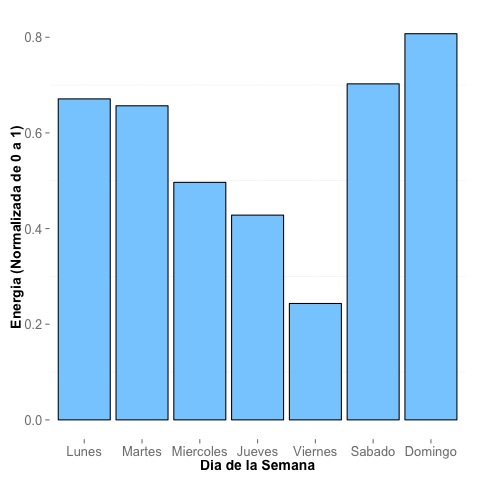 Energia (Normalizada de 0 a 1)
0.8
0.6
0.4
0.2
0.0
Lunes Martes Miercoles Jueves Viernes Sabado Domingo
Dia de la Semana